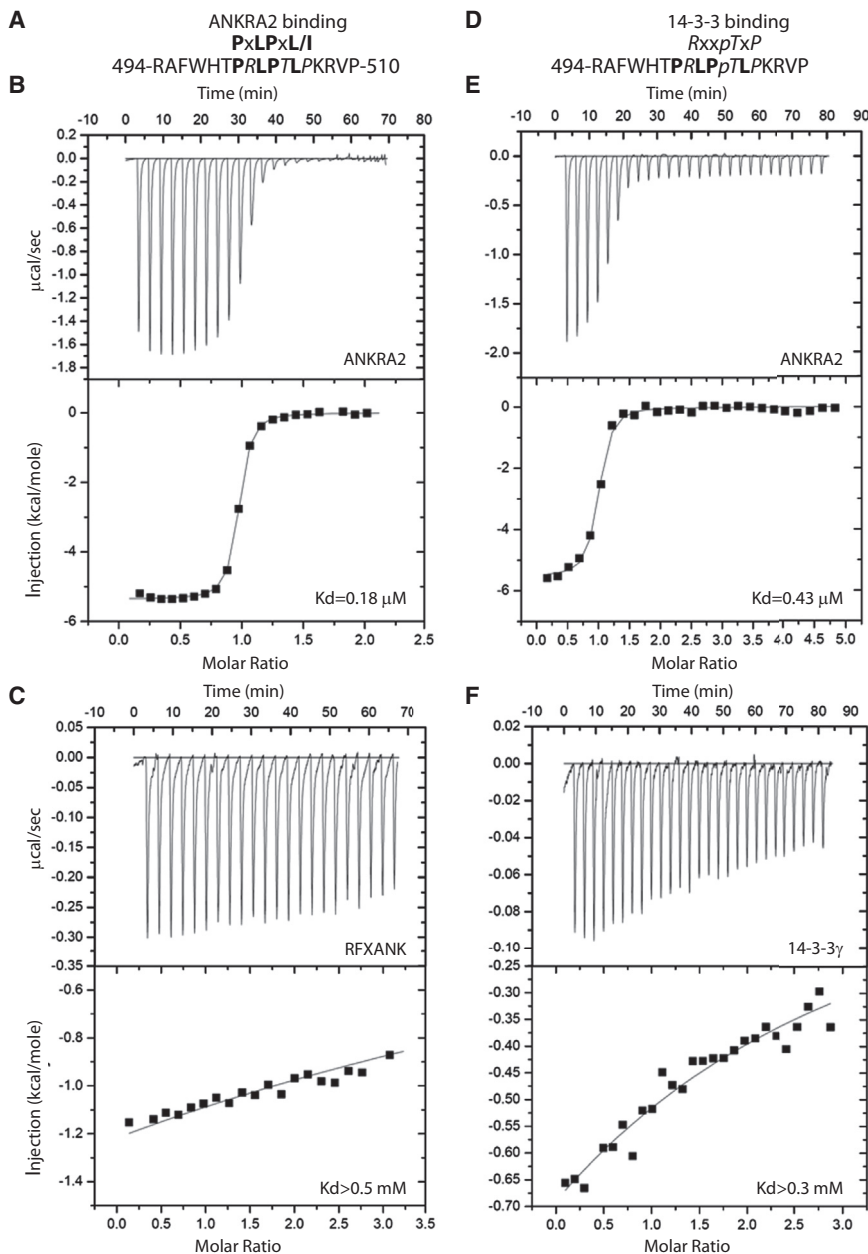 A
ANKRA2 binding
PxLPxL/I
494-RAFWHTPRLPTLPKRVP-510
B
Time (min)
-10 0 10 20 30 40 50 60 70 80
0.2
0.0
-0.2
-0.4
-0.6
-0.8
-1.0
-1.2
-1.4
-1.6
-1.8
µcal/sec
ANKRA2
0
-2
-4
-6
Injection (kcal/mole)
Kd=0.18 µM
0.0 0.5 1.0 1.5 2.0 2.5
Molar Ratio
C
Time (min)
-10 0 10 20 30 40 50 60 70
0.05
0.00
-0.05
-0.10
-0.15
-0.20
-0.25
-0.30
-0.35
µcal/sec
RFXANK
-0.6
-0.8
-1.0
-1.2
-1.4
Injection (kcal/mole)
Kd>0.5 mM
0.0 0.5 1.0 1.5 2.0 2.5 3.0 3.5
Molar Ratio
D
14-3-3 binding
RxxpTxP
494-RAFWHTPRLPpTLPKRVP
E
Time (min)
-10 0 10 20 30 40 50 60 70 80 90
0.0
-0.5
-1.0
-1.5
-2.0
ANKRA2
0
-2
-4
-6
Kd=0.43 µM
0.0 0.5 1.0 1.5 2.0 2.5 3.0 3.5 4.0 4.5 5.0
Molar Ratio
F
Time (min)
-10 0 10 20 30 40 50 60 70 80 90
0.02
0.00
-0.02
-0.04
-0.06
-0.08
-0.10
-0.25
14-3-3γ
-0.30
-0.35
-0.40
-0.45
-0.50
-0.55
-0.60
-0.65
-0.70
Kd>0.3 mM
0.0 0.5 1.0 1.5 2.0 2.5 3.0
Molar Ratio